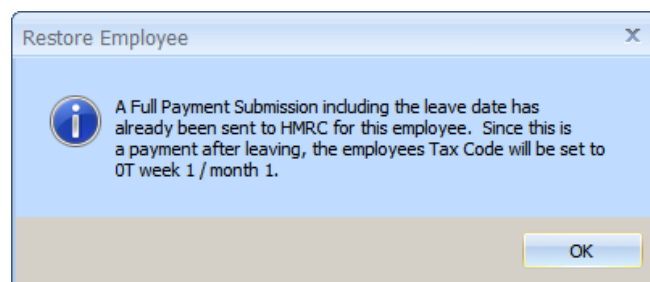 Restore Employee
A Full Payment Submission including the leave date has
already been sent to HMRC for this employee.  Since this is
a payment after leaving, the employees Tax Code will be set to
0T week 1 / month 1.
OK